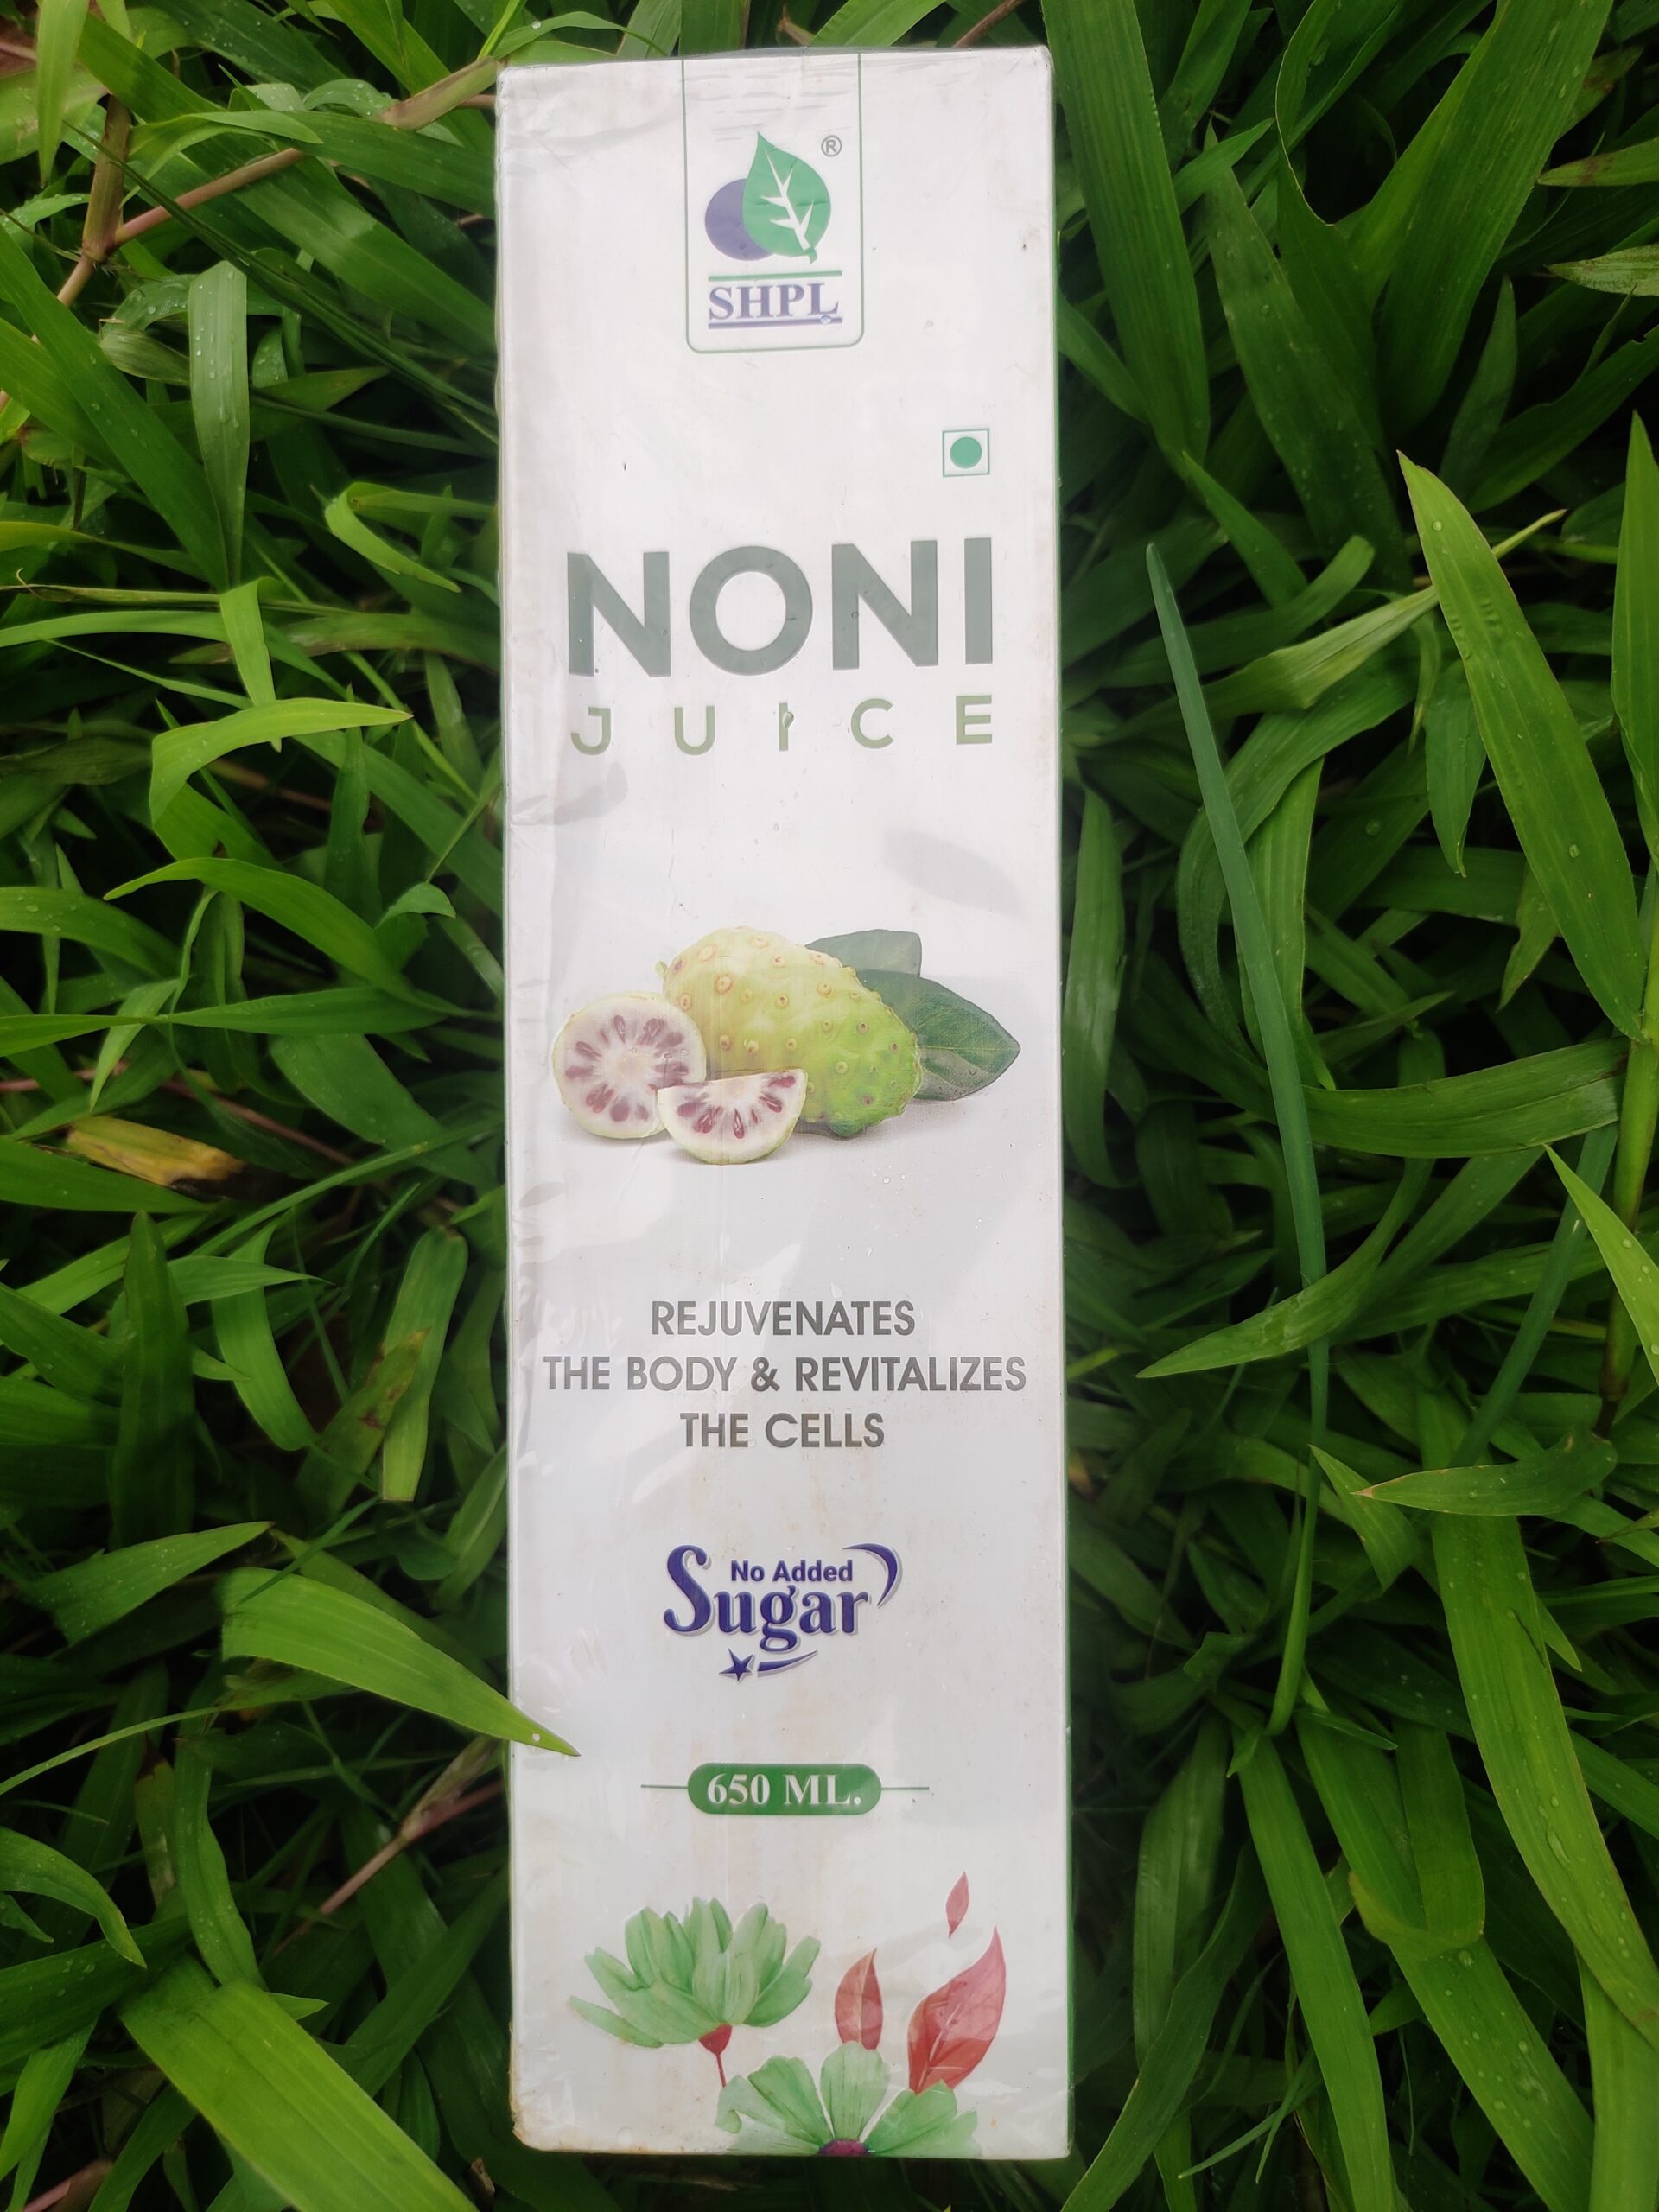 ®
SHPL
NONI
JUICE
REJUVENATES
THE BODY & REVITALIZES
THE CELLS
No Added
Sugar
650 ML.